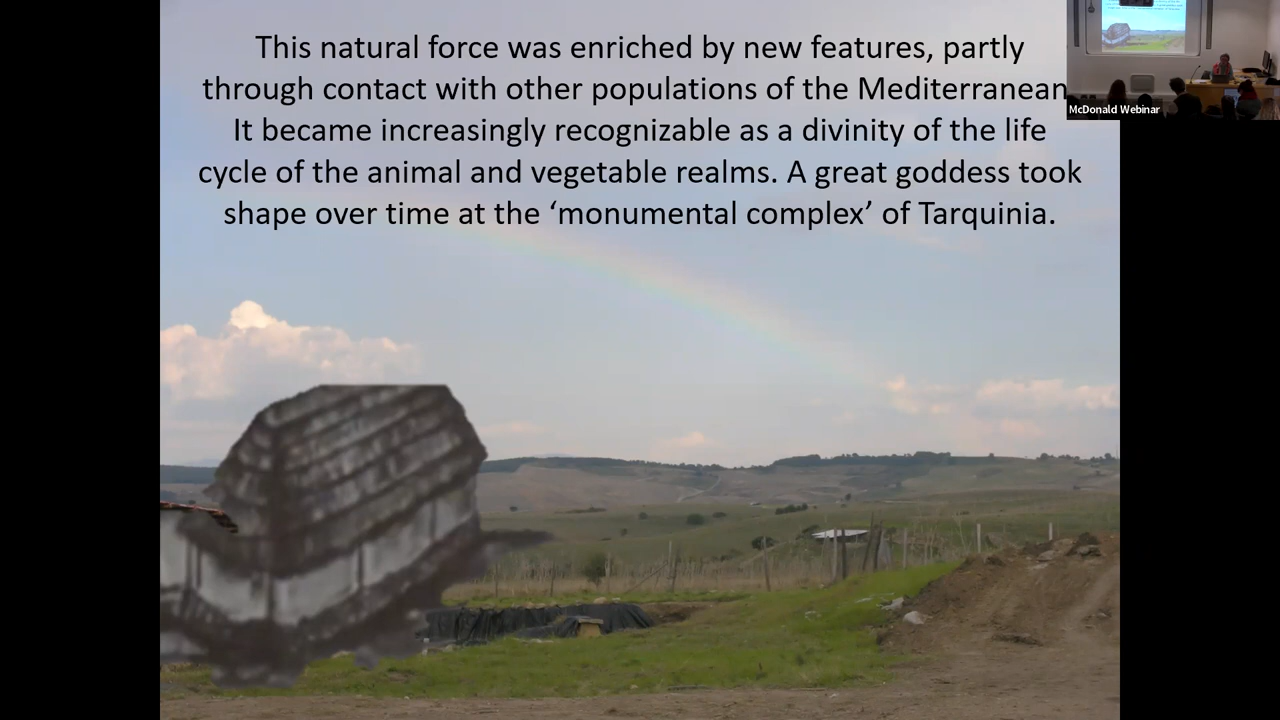 This natural force was enriched by new features, partly
through contact with other populations of the Mediterranean
It became increasingly recognizable as a divinity of the life
cycle of the animal and vegetable realms. A great goddess took
shape over time at the ‘monumental complex’ of Tarquinia.
McDonald Webinar